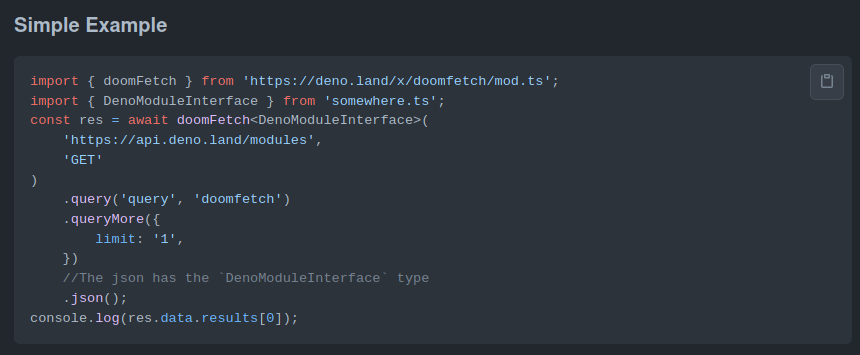 Simple Example
import { doomFetch } from 'https://deno.land/x/doomfetch/mod.ts';
import { DenoModuleInterface } from 'somewhere.ts';
const res = await doomFetch<DenoModuleInterface>(
    'https://api.deno.land/modules',
    'GET'
)
    .query('query', 'doomfetch')
    .queryMore({
        limit: '1',
    })
    //The json has the `DenoModuleInterface` type
    .json();
console.log(res.data.results[0]);